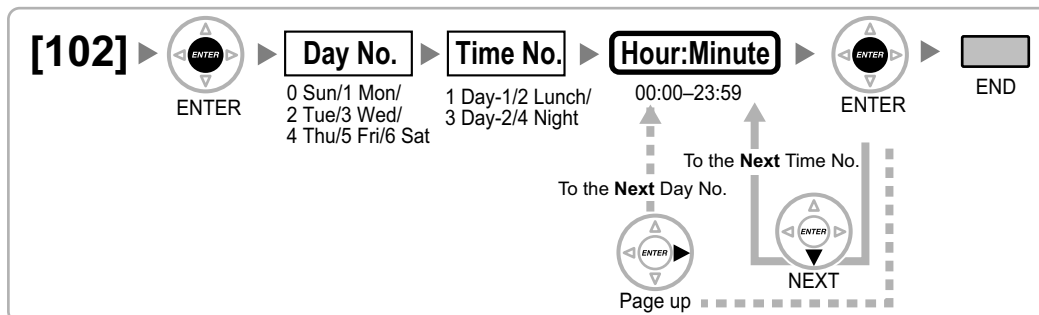 [102]
ENTER
ENTER
Day No.
0 Sun/1 Mon/
2 Tue/3 Wed/
4 Thu/5 Fri/6 Sat
Time No.
1 Day-1/2 Lunch/
3 Day-2/4 Night
Hour:Minute
00:00–23:59
ENTER
ENTER
END
To the Next Time No.
To the Next Day No.
ENTER
Page up
ENTER
NEXT